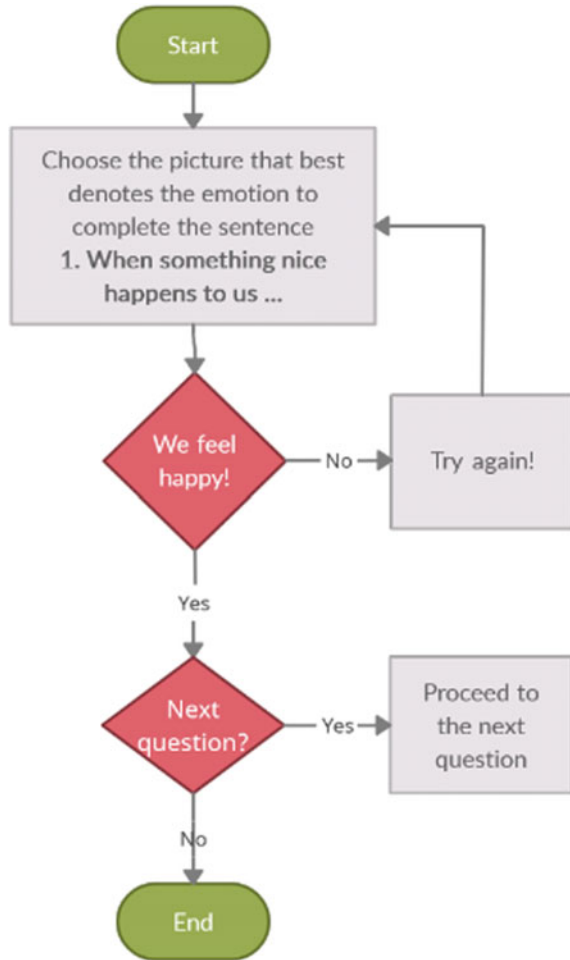 Start
Choose the picture that best
denotes the emotion to
complete the sentence
1. When something nice
happens to us ...
We feel
happy!
No
Try again!
Yes
Next
question?
Yes
Proceed to
the next
question
No
End